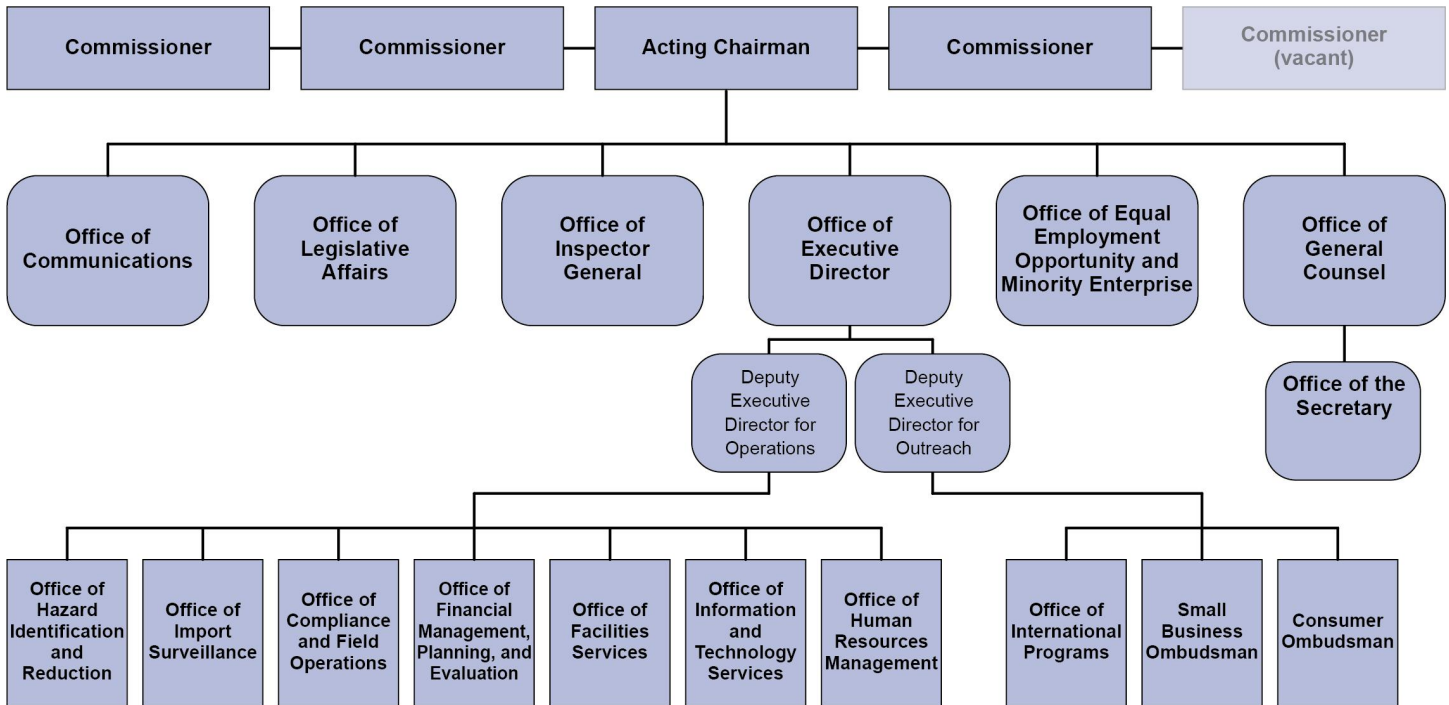 Commissioner
Commissioner
Acting Chairman
Commissioner
Commissioner
(vacant)
Office of
Communications
Office of
Legislative
Affairs
Office of
Inspector
General
Office of
Executive
Director
Office of Equal
Employment
Opportunity and
Minority Enterprise
Office of
General
Counsel
Deputy
Executive
Director for
Operations
Deputy
Executive
Director for
Outreach
Office of the
Secretary
Office of
Hazard
Identification
and
Reduction
Office of
Import
Surveillance
Office of
Compliance
and Field
Operations
Office of
Financial
Management,
Planning, and
Evaluation
Office of
Facilities
Services
Office of
Information
and
Technology
Services
Office of
Human
Resources
Management
Office of
International
Programs
Small
Business
Ombudsman
Consumer
Ombudsman